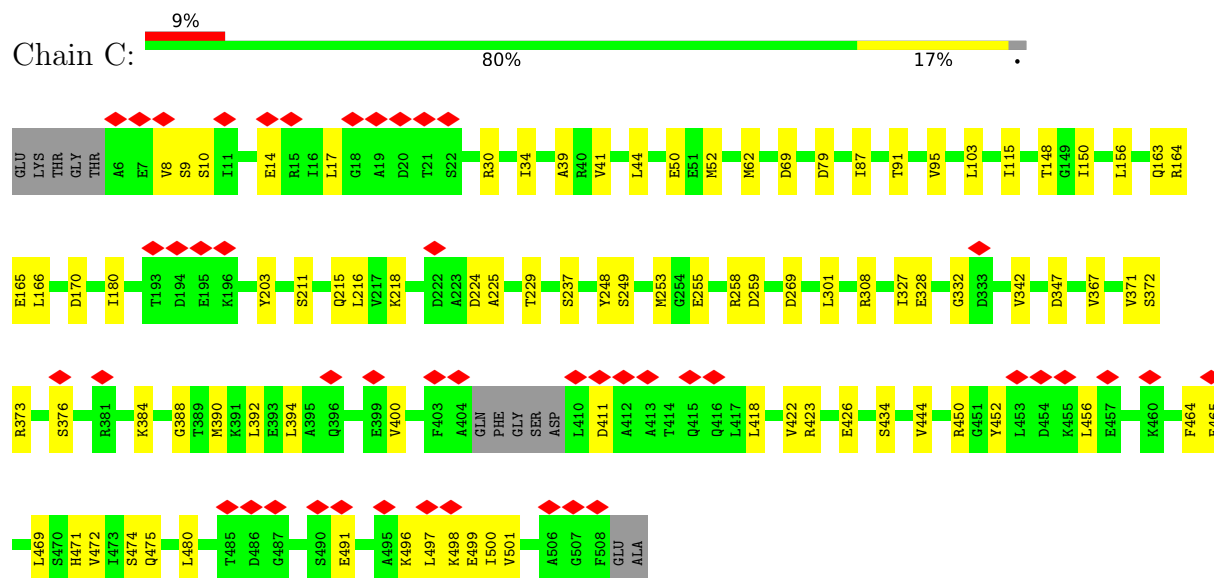 9%
Chain C:
80% 17% •
GLU LYS THR GLY THR A6 E7 V8 S9 S10 I11 E14 R15 I16 L17 G18 A19 D20 T21 S22 R30 I34 A39 R40 V41 L44 E50 E51 M52 M62 D69 D79 I87 T91 V95 L103 I115 T148 G149 I150 L156 Q163 R164
E165 L166 D170 I180 T193 D194 E195 K196 Y203 S211 Q215 L216 V217 K218 D222 A223 D224 A225 T229 S237 Y248 S249 M253 G254 E255 R258 D259 D269 L301 R308 I327 E328 G332 D333 V342 D347 V367 V371 S372
R373 S376 R381 K384 G388 T389 M390 K391 L392 E393 L394 A395 Q396 E399 V400 F403 A404 GLN PHE GLY SER ASP L410 D411 A412 A413 T414 Q415 Q416 L417 L418 V422 R423 E426 S434 V444 R450 G451 Y452 L453 D454 K455 L456 E457 K460 F464
L469 S470 H471 V472 I473 S474 Q475 L480 T485 D486 G487 S490 E491 A495 K496 L497 K498 E499 I500 V501 A506 G507 F508 GLU ALA